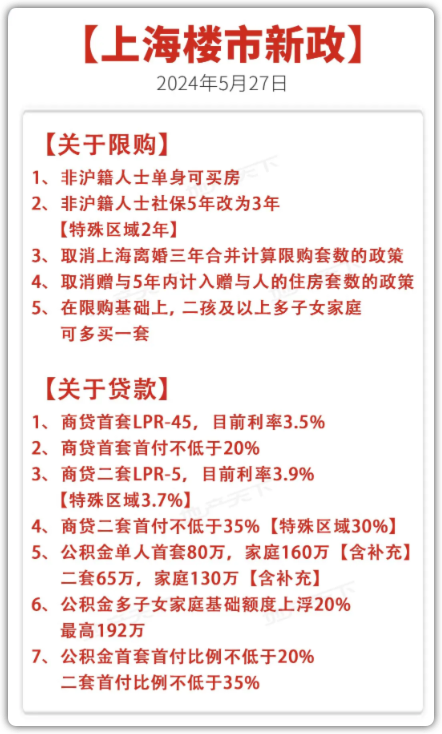 【上海楼市新政】
2024年5月27日
【关于限购】
1、非沪籍人士单身可买房
2、非沪籍人士社保5年改为3年
【特殊区域2年】
3、取消上海离婚三年合并计算限购套数的政策
4、取消赠与5年内计入赠与人的住房套数的政策
5、在限购基础上, 二孩及以上多子女家庭
可多买一套
【关于贷款】
1、商贷首套LPR-45, 目前利率3.5%
2、商贷首套首付不低于20%
3、商贷二套LPR-5, 目前利率3.9%
【特殊区域3.7%】
4、商贷二套首付不低于35%【特殊区域30%】
5、公积金单人首套80万, 家庭160万【含补充】
二套65万, 家庭130万【含补充】
6、公积金多子女家庭基础额度上浮20%
最高192万
7、公积金首套首付比例不低于20%
二套首付比例不低于35%